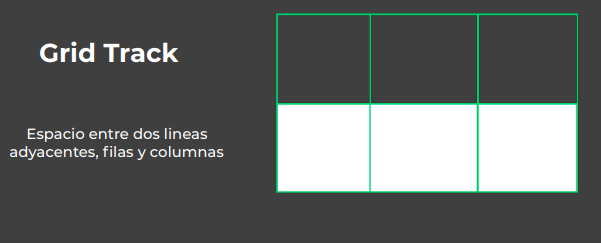 Grid Track
Espacio entre dos lineas
adyacentes, filas y columnas